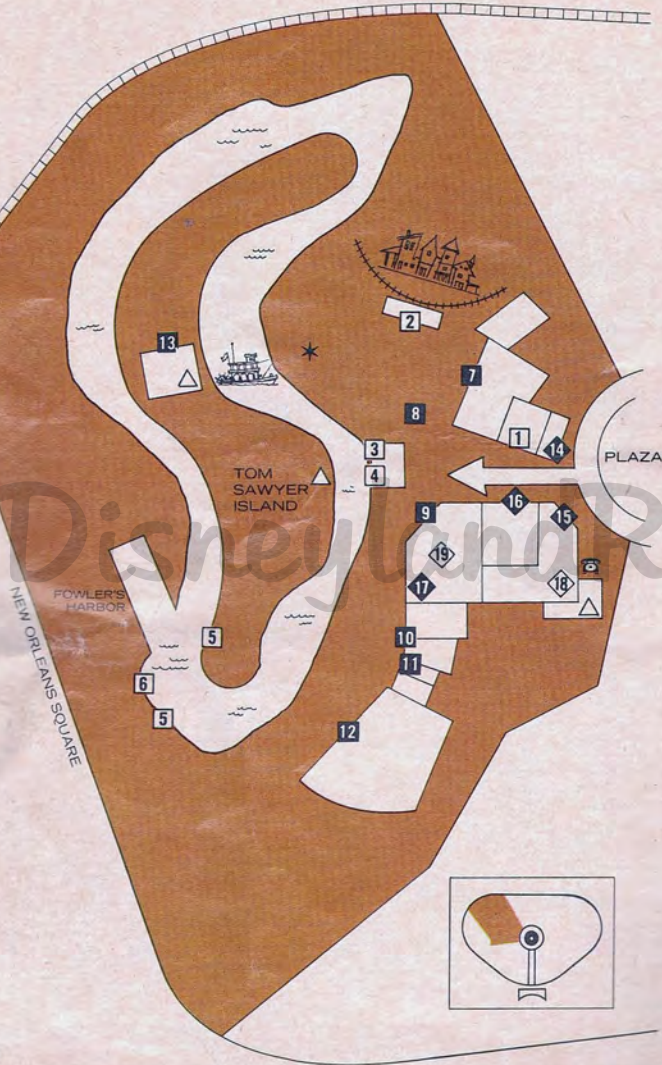 2
13
7
8
1
14
3
4
PLAZA
TOM
SAWYER
ISLAND
16
9
15
DisneylandR
19
17
18
FOWLER'S
HARBOR
NEW ORLEANS SQUARE
5
10
11
6
5
12